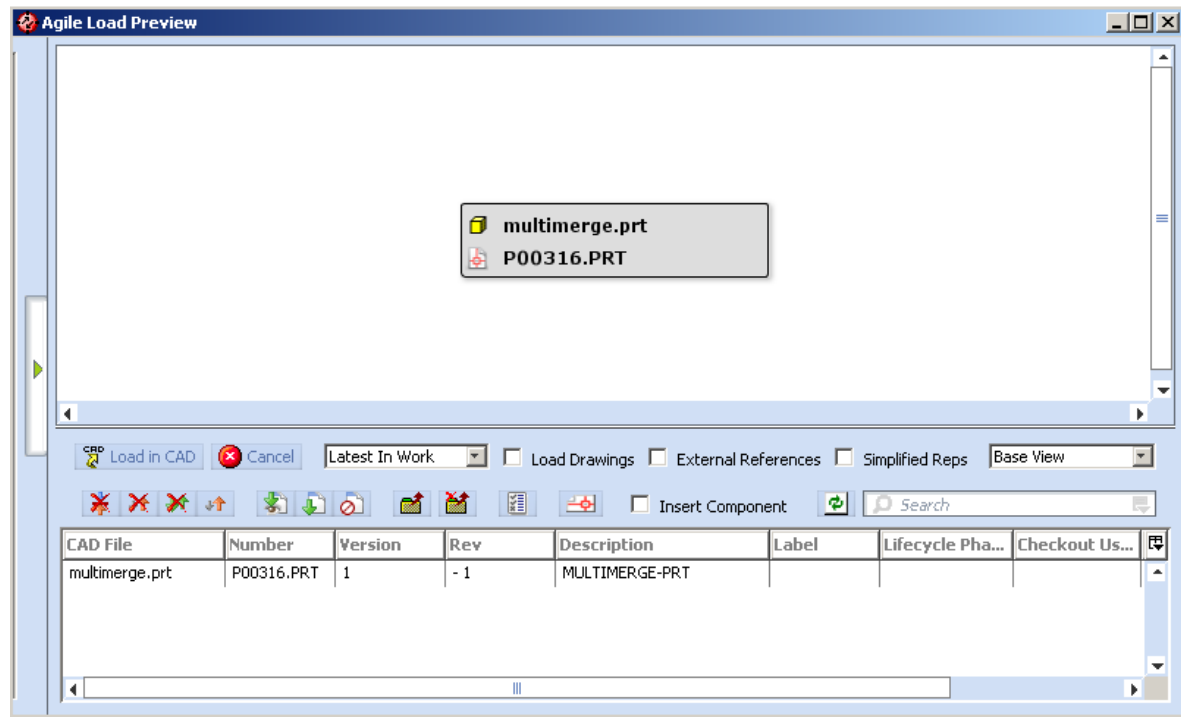 Agile Load Preview
multimerge.prt
P00316.PRT
CAD Load in CAD Cancel Latest In Work Load Drawings External References Simplified Reps Base View
Insert Component Search
CAD File Number Version Rev Description Label Lifecycle Pha... Checkout Us...
multimerge.prt P00316.PRT 1 - 1 MULTIMERGE-PRT